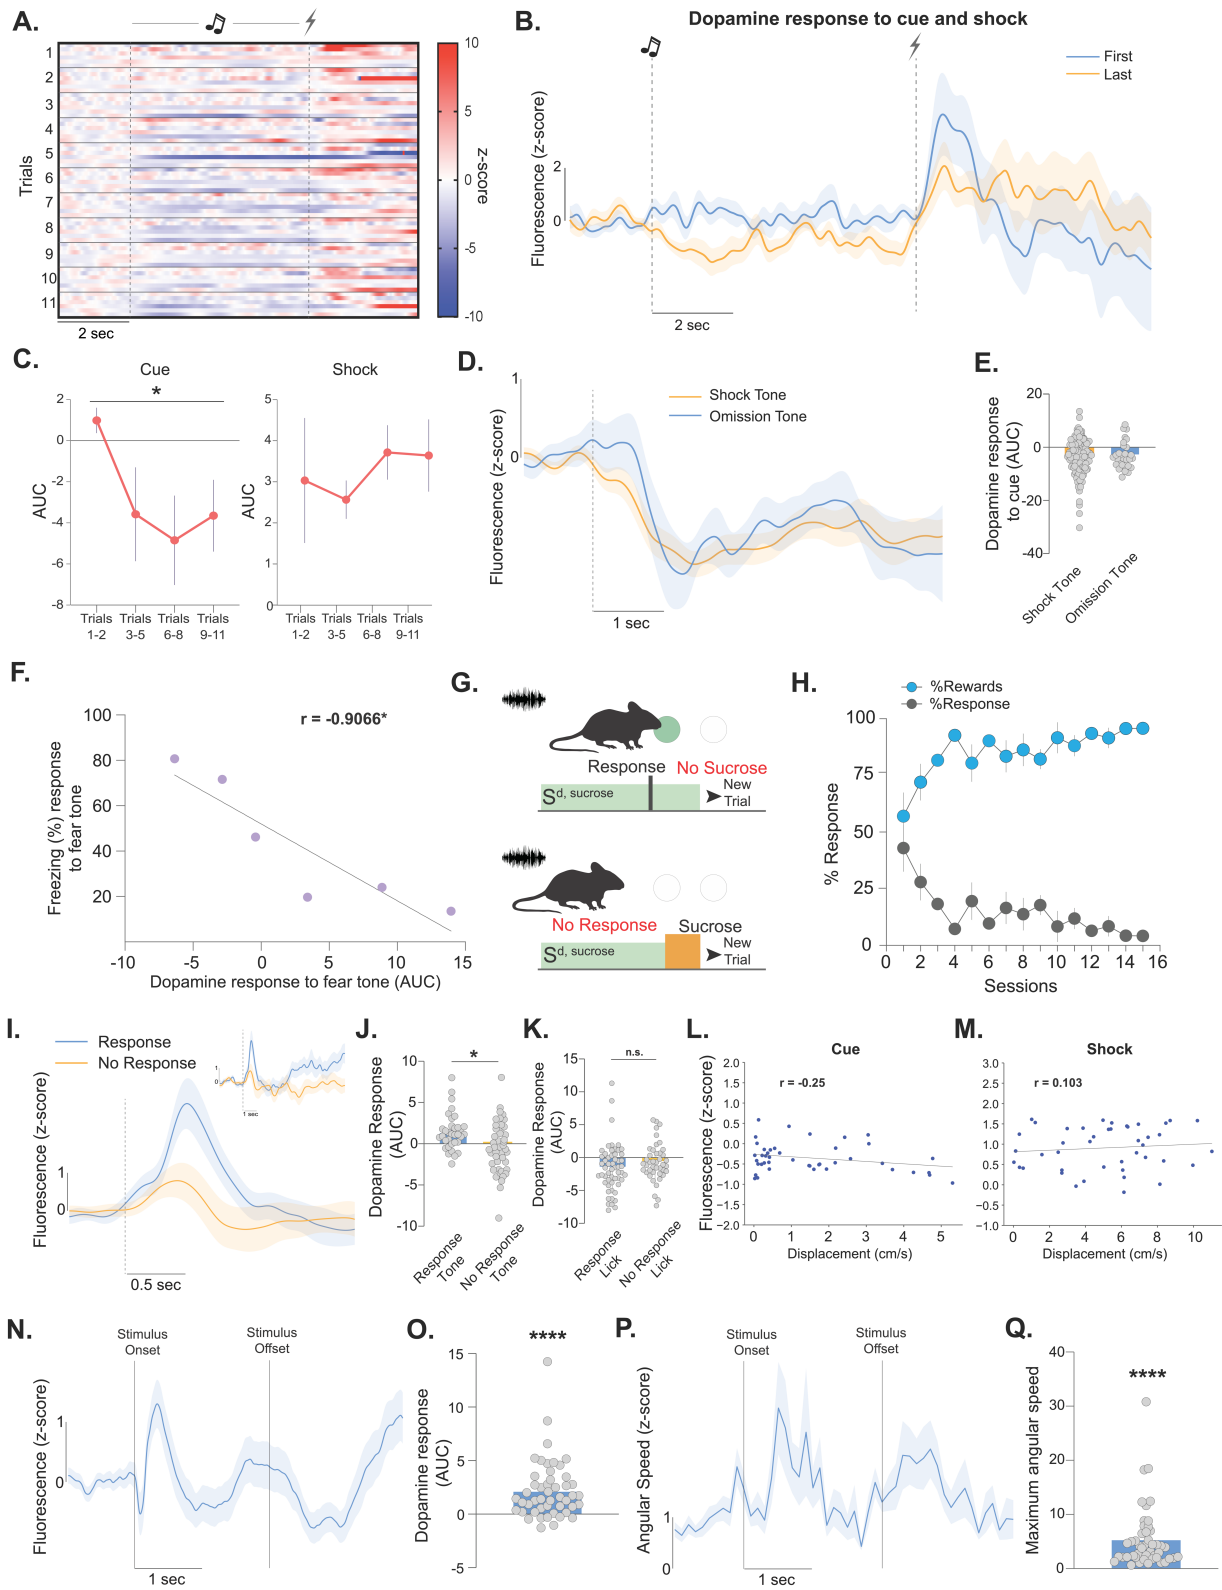 A.
Trials
1
2
3
4
5
6
7
8
9
10
11
2 sec
10
5
0
-5
-10
z-score
B.
Dopamine response to cue and shock
First
Last
Fluorescence (z-score)
2
0
2 sec
C.
Cue
*
AUC
2
0
-2
-4
-6
-8
Trials Trials Trials Trials
1-2 3-5 6-8 9-11
Shock
AUC
5
4
3
2
1
0
Trials Trials Trials Trials
1-2 3-5 6-8 9-11
D.
Shock Tone
Omission Tone
Fluorescence (z-score)
1
0
1 sec
E.
Dopamine response
to cue (AUC)
20
0
-20
-40
Shock Tone
Omission Tone
F.
r = -0.9066*
Freezing (%) response
to fear tone
100
80
60
40
20
-10 -5 0 5 10 15
Dopamine response to fear tone (AUC)
G.
Response No Sucrose
Sd, sucrose
New
Trial
No Response Sucrose
Sd, sucrose
New
Trial
H.
%Rewards
%Response
% Response
100
75
50
25
0
0 2 4 6 8 10 12 14 16
Sessions
I.
Response
No Response
Fluorescence (z-score)
1
0
0.5 sec
1
0
1 sec
J.
*
Dopamine Response
(AUC)
10
5
0
-5
-10
Response
Tone
No Response
Tone
K.
n.s.
Dopamine Response
(AUC)
15
10
5
0
-5
-10
Response
Lick
No Response
Lick
L.
Cue
r = -0.25
Fluorescence (z-score)
2.0
1.5
1.0
0.5
0.0
−0.5
−1.0
−1.5
−2.0
0 1 2 3 4 5
Displacement (cm/s)
M.
Shock
r = 0.103
3.0
2.5
2.0
1.5
1.0
0.5
0.0
−0.5
−1.0
0 2 4 6 8 10
Displacement (cm/s)
N.
Stimulus
Onset
Stimulus
Offset
Fluorescence (z-score)
1
0
1 sec
O.
****
Dopamine response
(AUC)
15
10
5
0
-5
P.
Stimulus
Onset
Stimulus
Offset
Angular Speed (z-score)
1
0
1 sec
Q.
****
Maximum angular speed
40
30
20
10
0